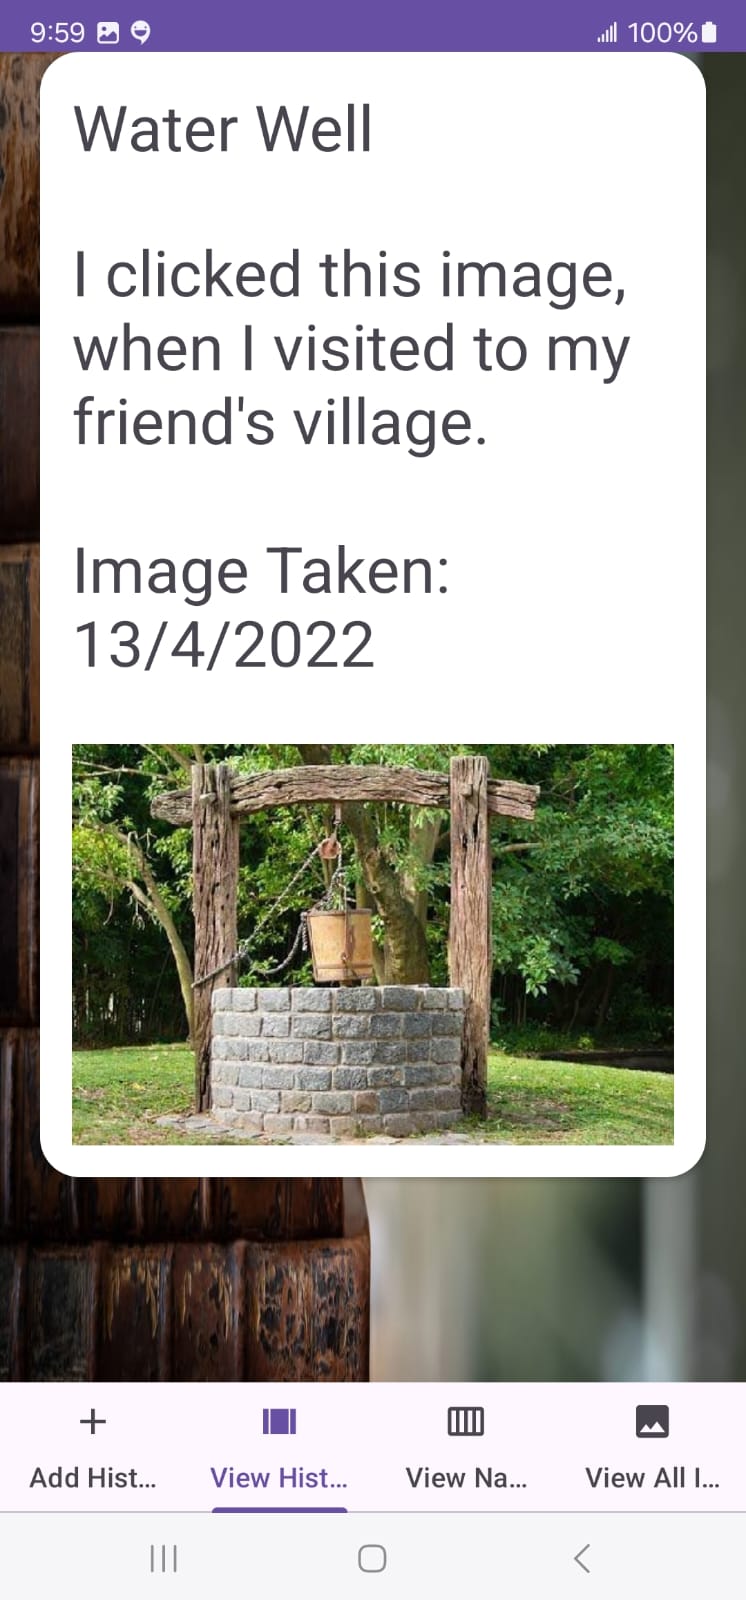 9:59 100%
Water Well
I clicked this image,
when I visited to my
friend's village.
Image Taken:
13/4/2022
Add Hist... View Hist... View Na... View All I...